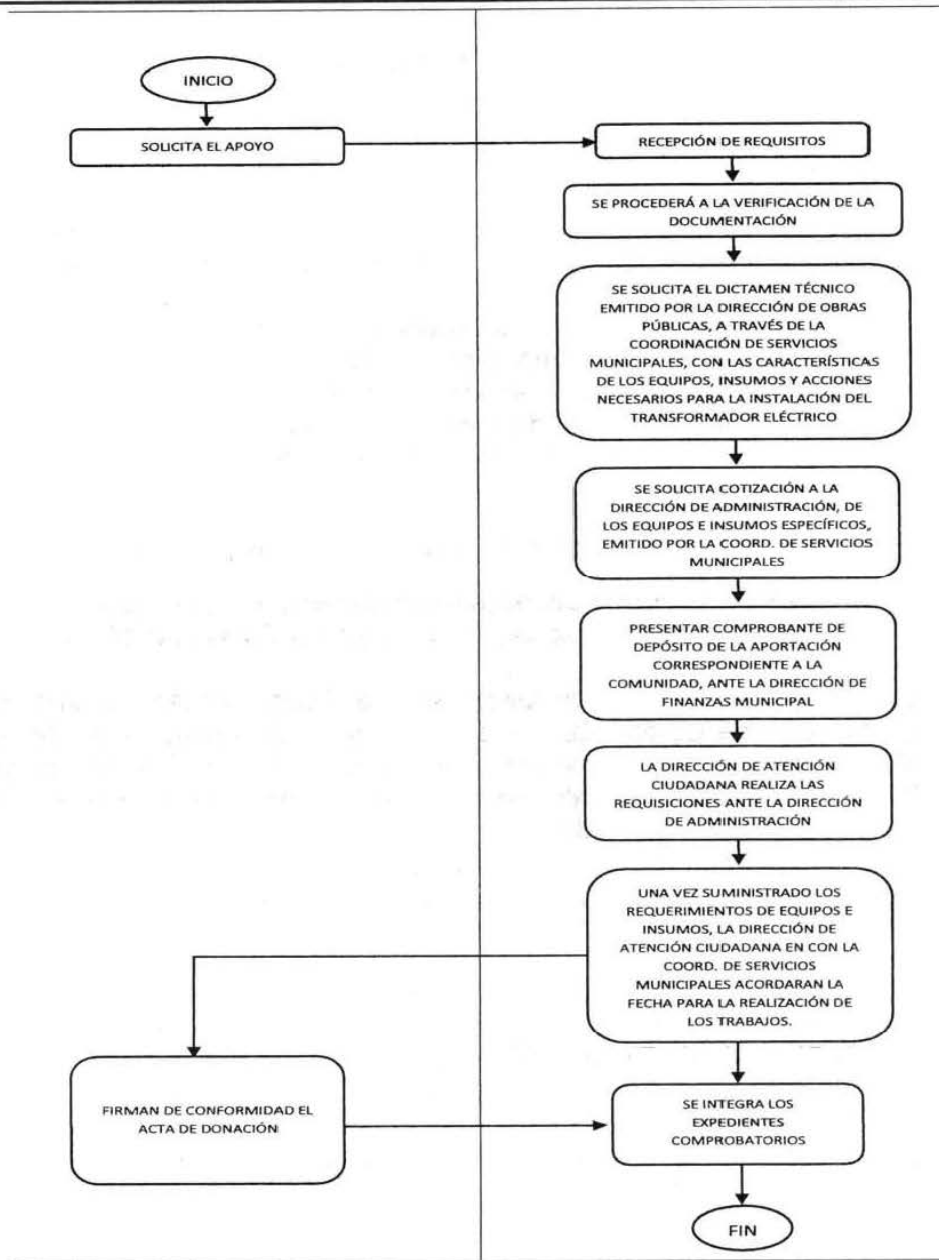 INICIO
SOLICITA EL APOYO
RECEPCIÓN DE REQUISITOS
SE PROCEDERÁ A LA VERIFICACIÓN DE LA
DOCUMENTACIÓN
SE SOLICITA EL DICTAMEN TÉCNICO
EMITIDO POR LA DIRECCIÓN DE OBRAS
PÚBLICAS, A TRAVÉS DE LA
COORDINACIÓN DE SERVICIOS
MUNICIPALES, CON LAS CARACTERÍSTICAS
DE LOS EQUIPOS, INSUMOS Y ACCIONES
NECESARIOS PARA LA INSTALACIÓN DEL
TRANSFORMADOR ELÉCTRICO
SE SOLICITA COTIZACIÓN A LA
DIRECCIÓN DE ADMINISTRACIÓN, DE
LOS EQUIPOS E INSUMOS ESPECÍFICOS,
EMITIDO POR LA COORD. DE SERVICIOS
MUNICIPALES
PRESENTAR COMPROBANTE DE
DEPÓSITO DE LA APORTACIÓN
CORRESPONDIENTE A LA
COMUNIDAD, ANTE LA DIRECCIÓN DE
FINANZAS MUNICIPAL
LA DIRECCIÓN DE ATENCIÓN
CIUDADANA REALIZA LAS
REQUISICIONES ANTE LA DIRECCIÓN
DE ADMINISTRACIÓN
UNA VEZ SUMINISTRADO LOS
REQUERIMIENTOS DE EQUIPOS E
INSUMOS, LA DIRECCIÓN DE
ATENCIÓN CIUDADANA EN CON LA
COORD. DE SERVICIOS
MUNICIPALES ACORDARAN LA
FECHA PARA LA REALIZACIÓN DE
LOS TRABAJOS.
FIRMAN DE CONFORMIDAD EL
ACTA DE DONACIÓN
SE INTEGRA LOS
EXPEDIENTES
COMPROBATORIOS
FIN